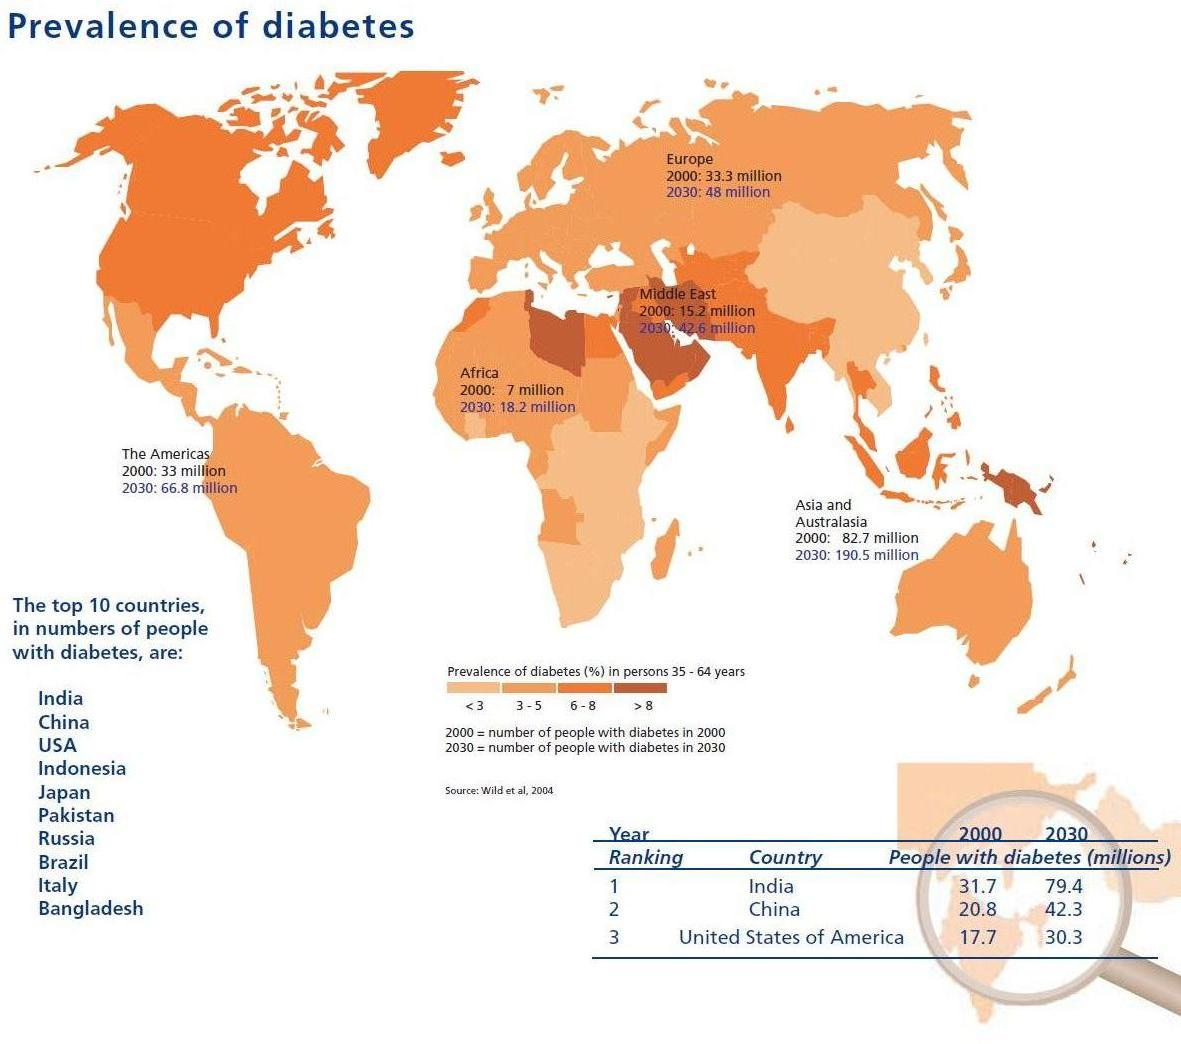 Prevalence of diabetes
Europe
2000: 33.3 million
2030: 48 million
Middle East
2000: 15.2 million
2030: 42.6 million
Africa
2000: 7 million
2030: 18.2 million
The Americas
2000: 33 million
2030: 66.8 million
Asia and
Australasia
2000: 82.7 million
2030: 190.5 million
The top 10 countries,
in numbers of people
with diabetes, are:
India
China
USA
Indonesia
Japan
Pakistan
Russia
Brazil
Italy
Bangladesh
Prevalence of diabetes (%) in persons 35 - 64 years
< 3 3 - 5 6 - 8 > 8
2000 = number of people with diabetes in 2000
2030 = number of people with diabetes in 2030
Source: Wild et al, 2004
Year 2000 2030
Ranking Country People with diabetes (millions)
1 India 31.7 79.4
2 China 20.8 42.3
3 United States of America 17.7 30.3